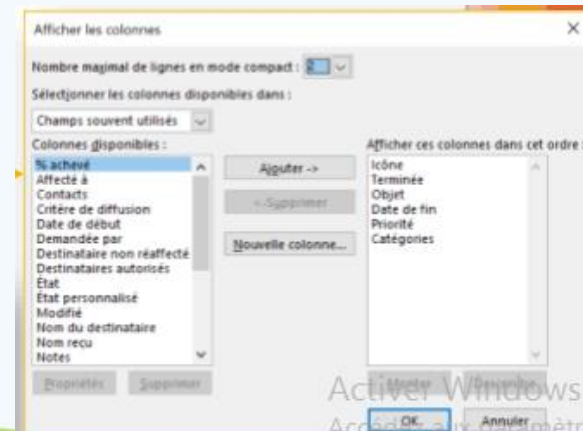 Afficher les colonnes
Nombre maximal de lignes en mode compact : 2
Sélectionner les colonnes disponibles dans :
Champs souvent utilisés
Colonnes disponibles :
% achevé
Affecté à
Contacts
Critère de diffusion
Date de début
Demandée par
Destinataire non réaffecté
Destinataires autorisés
État
État personnalisé
Modifié
Nom du destinataire
Nom reçu
Notes
Propriétés
Supprimer
Ajouter ->
<-Supprimer
Nouvelle colonne...
Afficher ces colonnes dans cet ordre :
Icône
Terminée
Objet
Date de fin
Priorité
Catégories
Monter
Descendre
Activer Windows
OK
Annuler